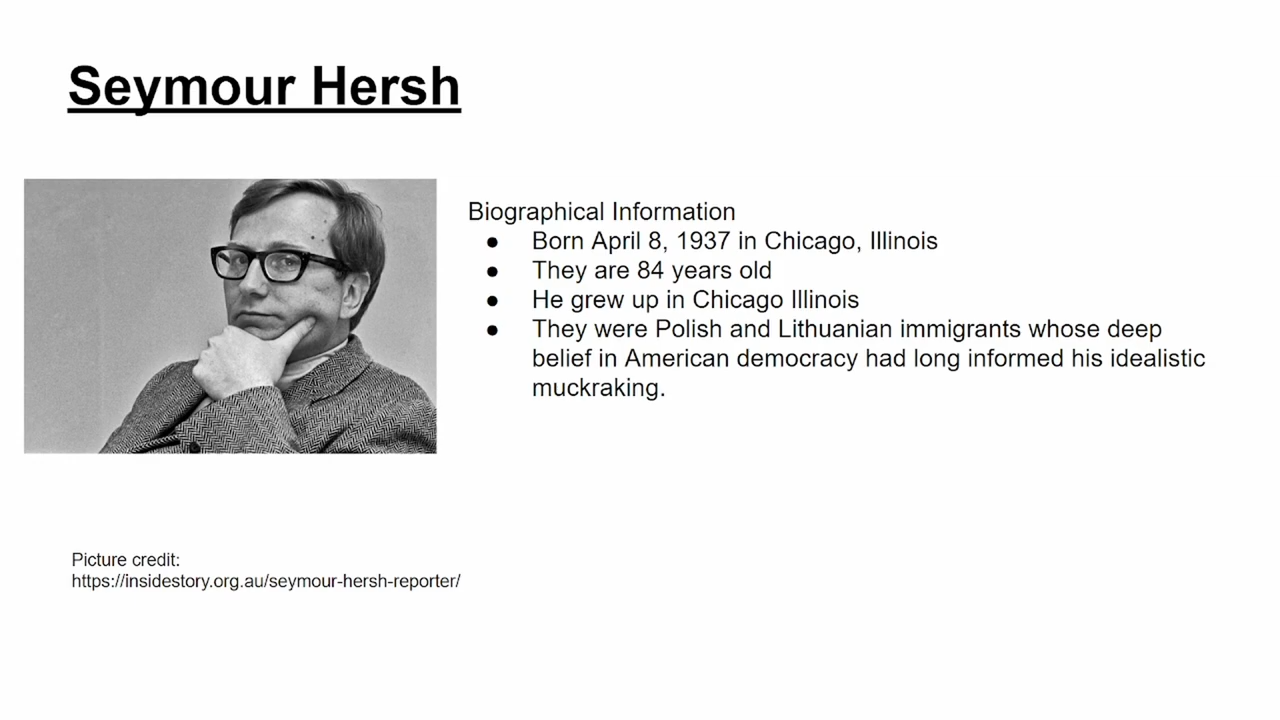 Seymour Hersh
Biographical Information
● Born April 8, 1937 in Chicago, Illinois
● They are 84 years old
● He grew up in Chicago Illinois
● They were Polish and Lithuanian immigrants whose deep
belief in American democracy had long informed his idealistic
muckraking.
Picture credit:
https://insidestory.org.au/seymour-hersh-reporter/